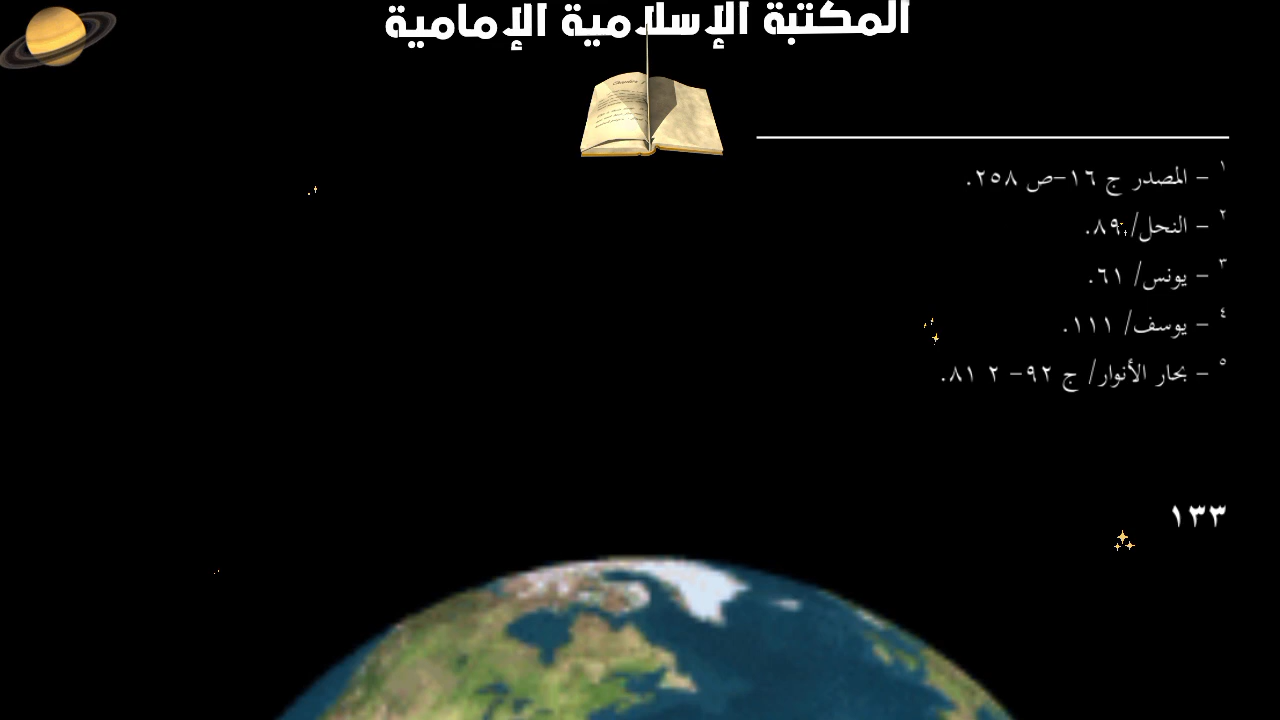 المكتبة الإسلامية الإمامية
١ – المصدر ج ١٦–ص ٢٥٨.
٢ – النحل/ ٨٩.
٣ – يونس/ ٦١.
٤ – يوسف/ ١١١.
٥ – بحار الأنوار/ ج ٩٢– ٢ ٨١.
١٣٣